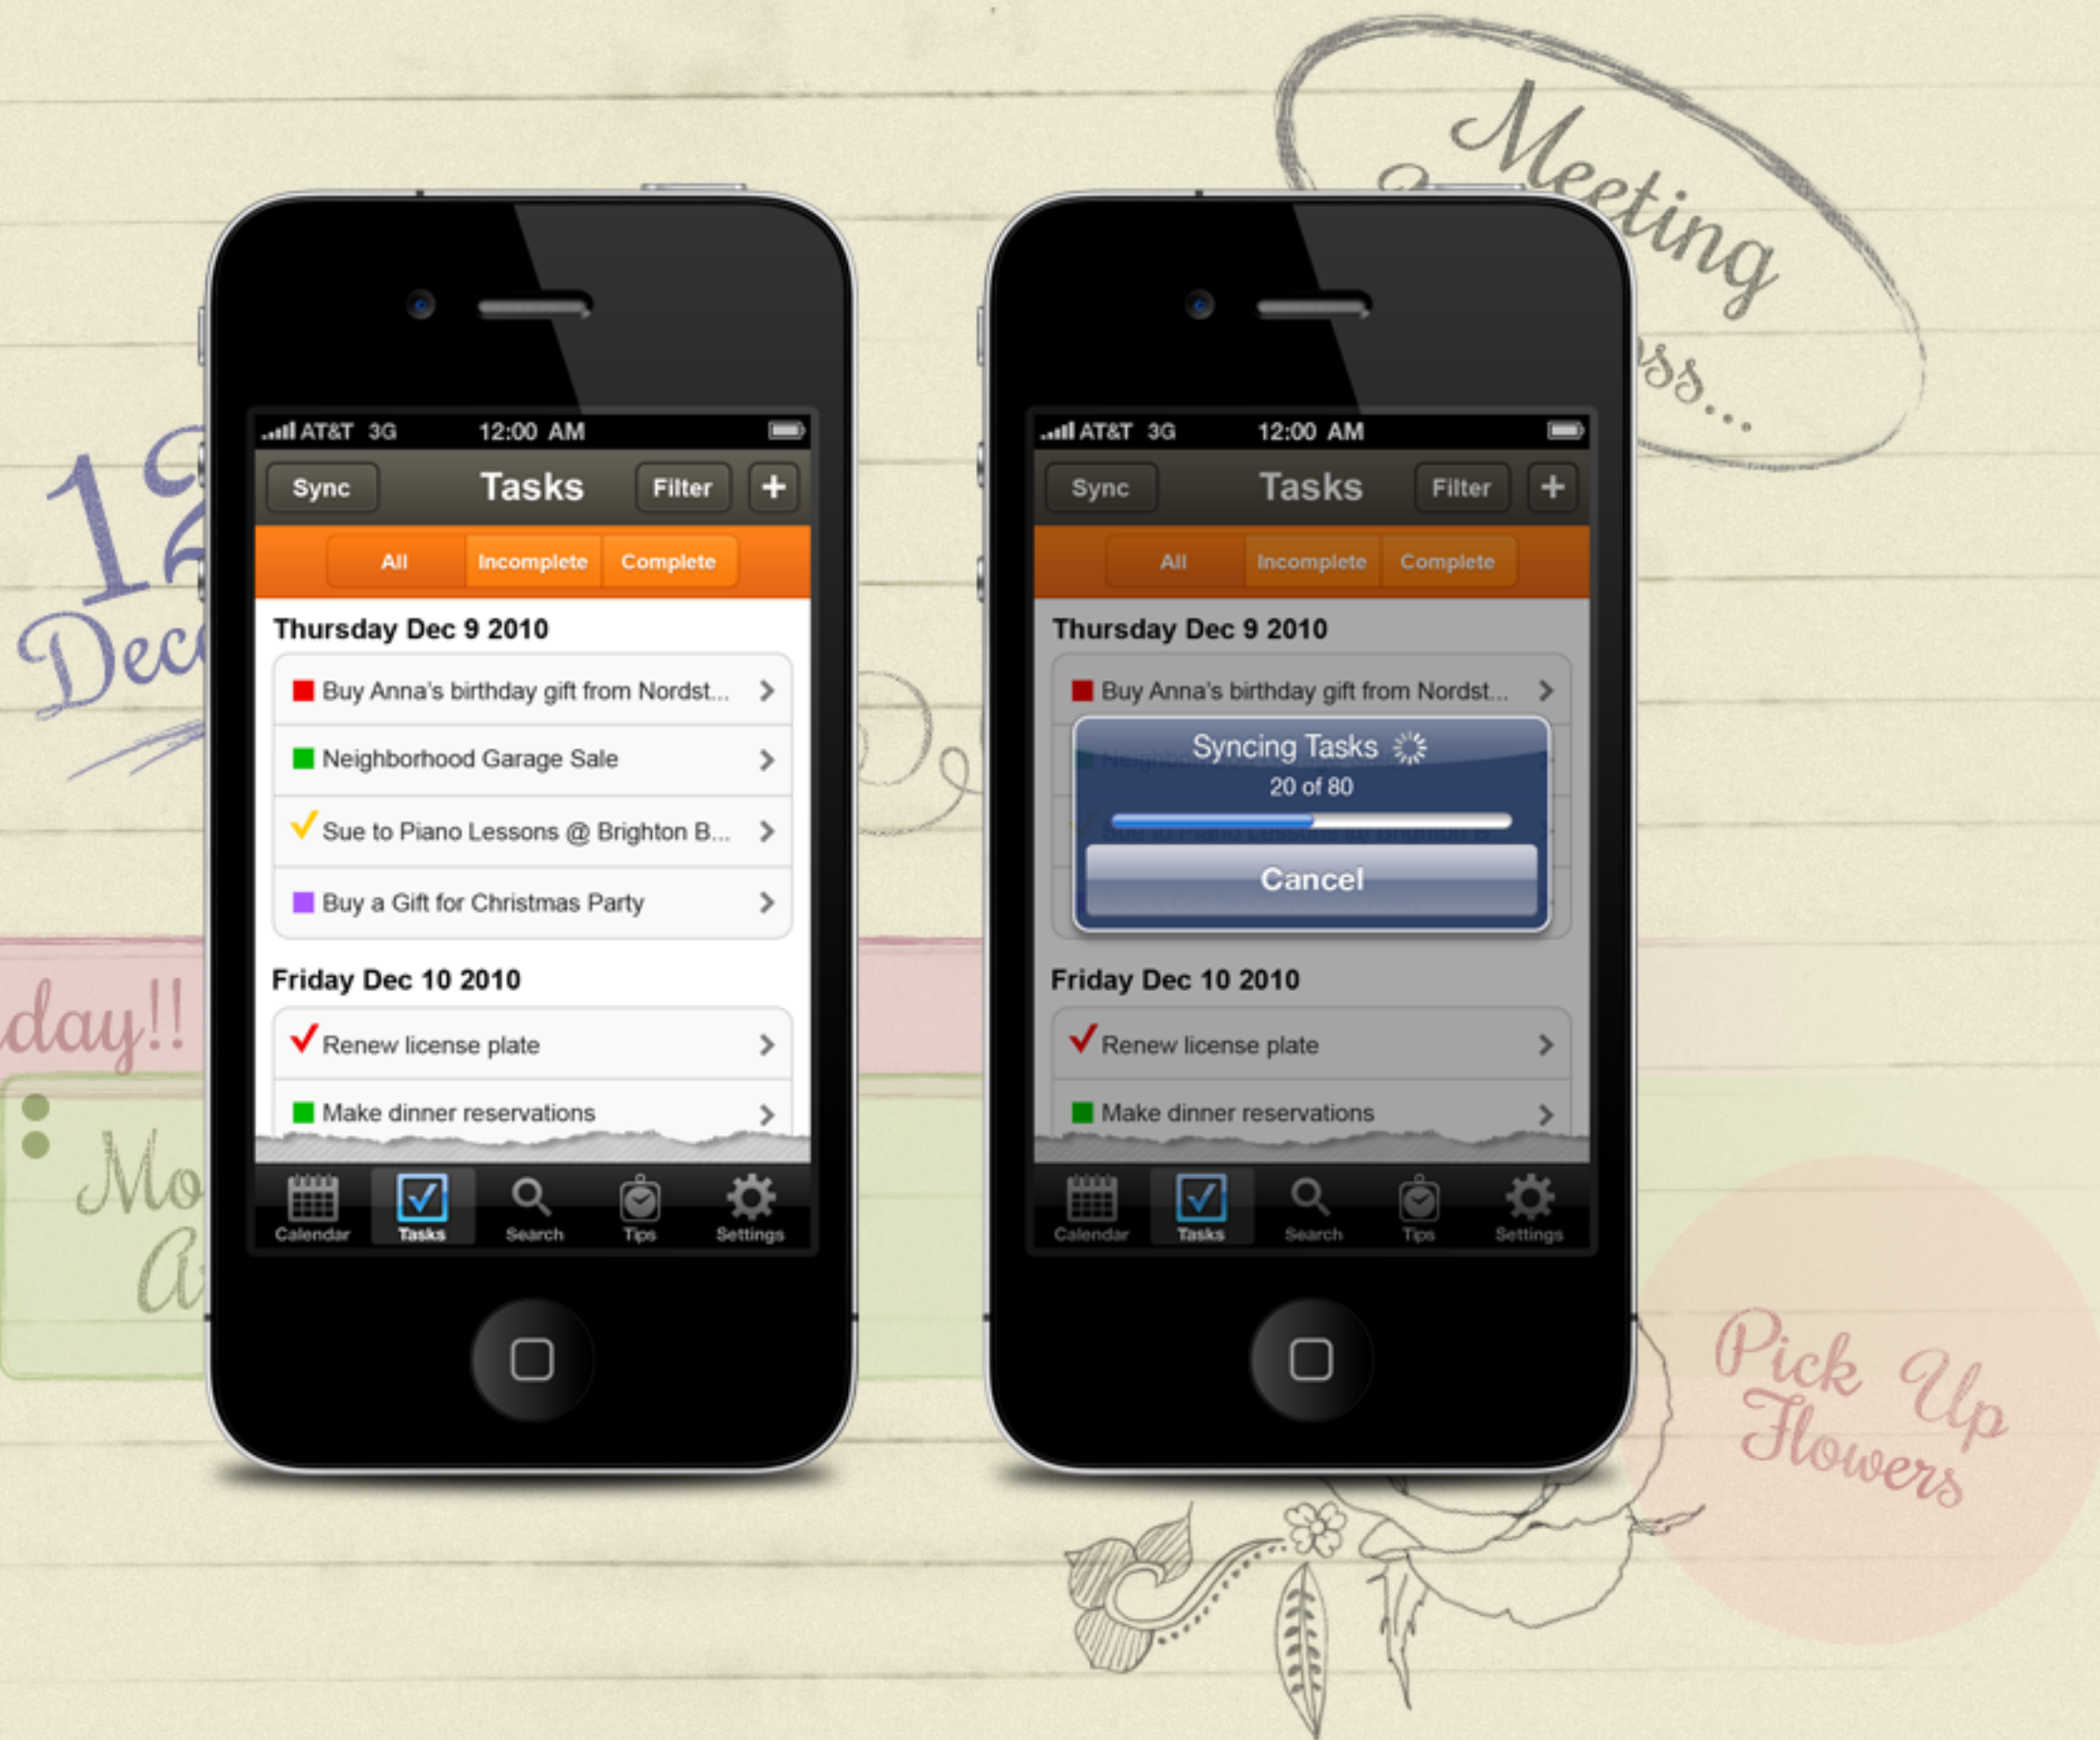 Meeting
12
day!!
Pick Up
Flowers
AT&T 3G 12:00 AM
Sync Tasks Filter +
All Incomplete Complete
Thursday Dec 9 2010
Buy Anna's birthday gift from Nordst...
Neighborhood Garage Sale
Sue to Piano Lessons @ Brighton B...
Buy a Gift for Christmas Party
Friday Dec 10 2010
Renew license plate
Make dinner reservations
Calendar Tasks Search Tips Settings
AT&T 3G 12:00 AM
Sync Tasks Filter +
All Incomplete Complete
Thursday Dec 9 2010
Buy Anna's birthday gift from Nordst...
Syncing Tasks
20 of 80
Cancel
Friday Dec 10 2010
Renew license plate
Make dinner reservations
Calendar Tasks Search Tips Settings